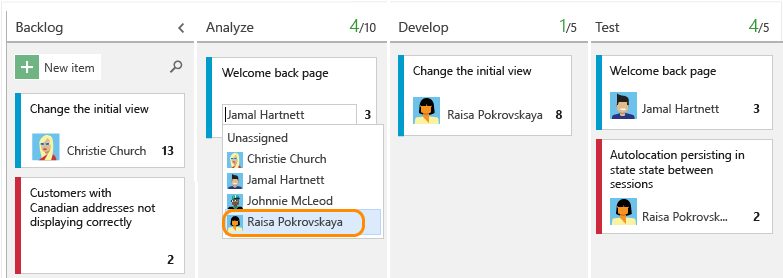 Backlog
New item
Change the initial view
Christie Church 13
Customers with
Canadian addresses not
displaying correctly
2
Analyze 4/10
Welcome back page
Jamal Hartnett 3
Unassigned
Christie Church
Jamal Hartnett
Johnnie McLeod
Raisa Pokrovskaya
Develop 1/5
Change the initial view
Raisa Pokrovskaya 8
Test 4/5
Welcome back page
Jamal Hartnett 3
Autolocation persisting in
state state between
sessions
Raisa Pokrovsk... 2